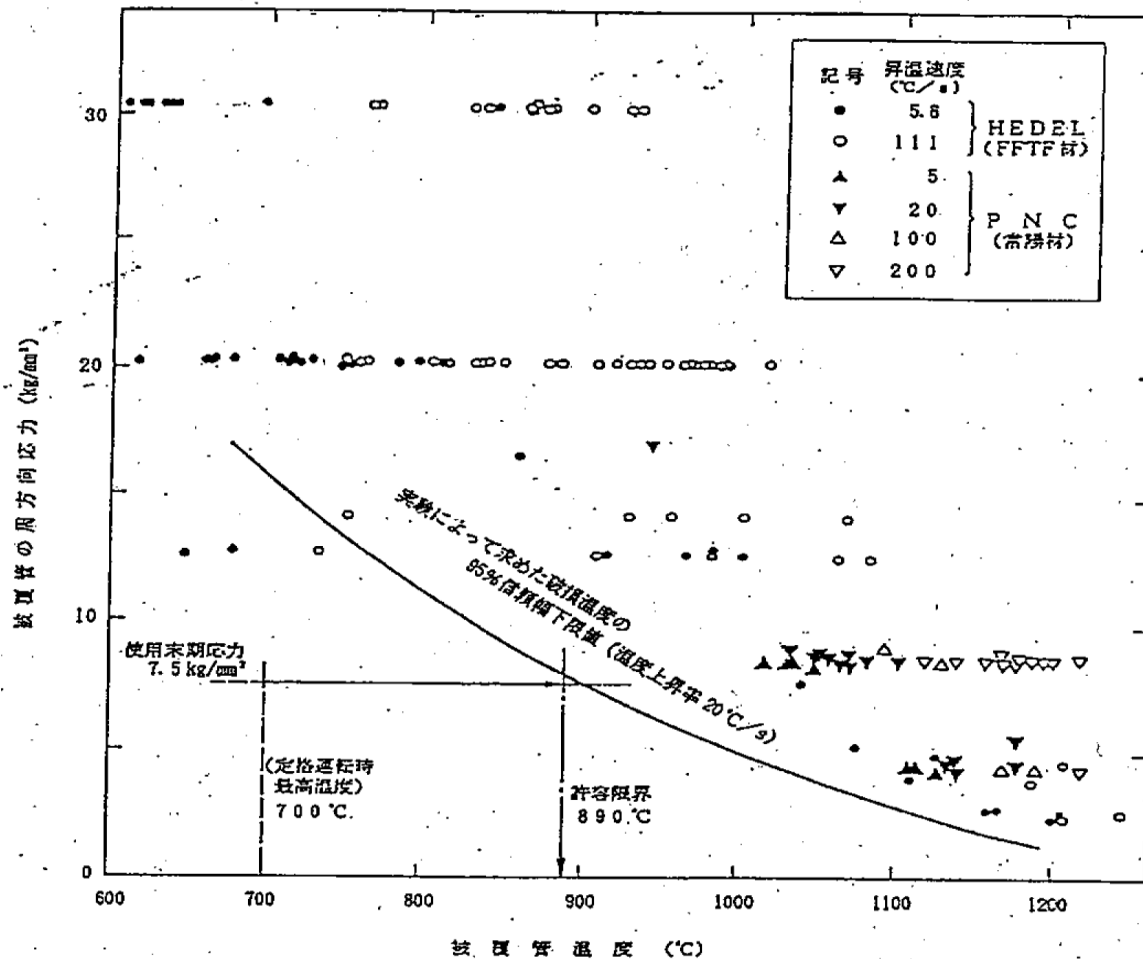 記号 昇温速度
(℃/s)
5.6
111
HEDEL
(FFTF材)
5
20
100
200
PNC
(常陽材)
30
20
10
0
被覆管の周方向応力 (kg/mm²)
実験によって求めた破損温度の
95%信頼幅下限値 (温度上昇率20℃/s)
使用末期応力
7.5kg/mm²
(定格運転時
最高温度)
700℃
許容限界
890℃
600 700 800 900 1000 1100 1200
被覆管温度 (℃)